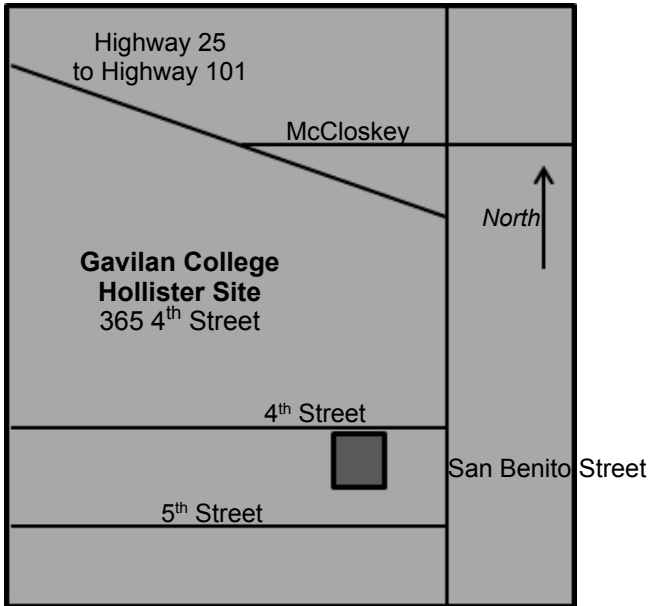 Highway 25
to Highway 101
McCloskey
North
Gavilan College
Hollister Site
365 4th Street
4th Street
San Benito Street
5th Street